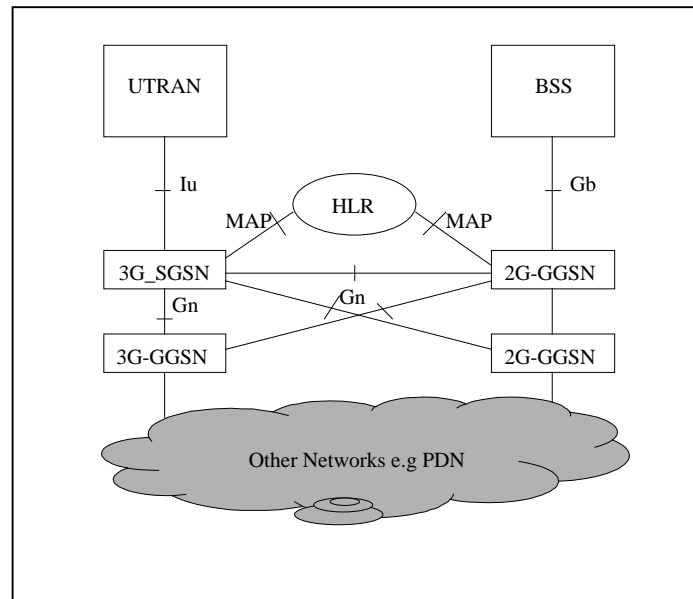 UTRAN
BSS
Iu
Gb
HLR
MAP
MAP
3G_SGSN
2G-GGSN
Gn
Gn
3G-GGSN
2G-GGSN
Other Networks e.g PDN